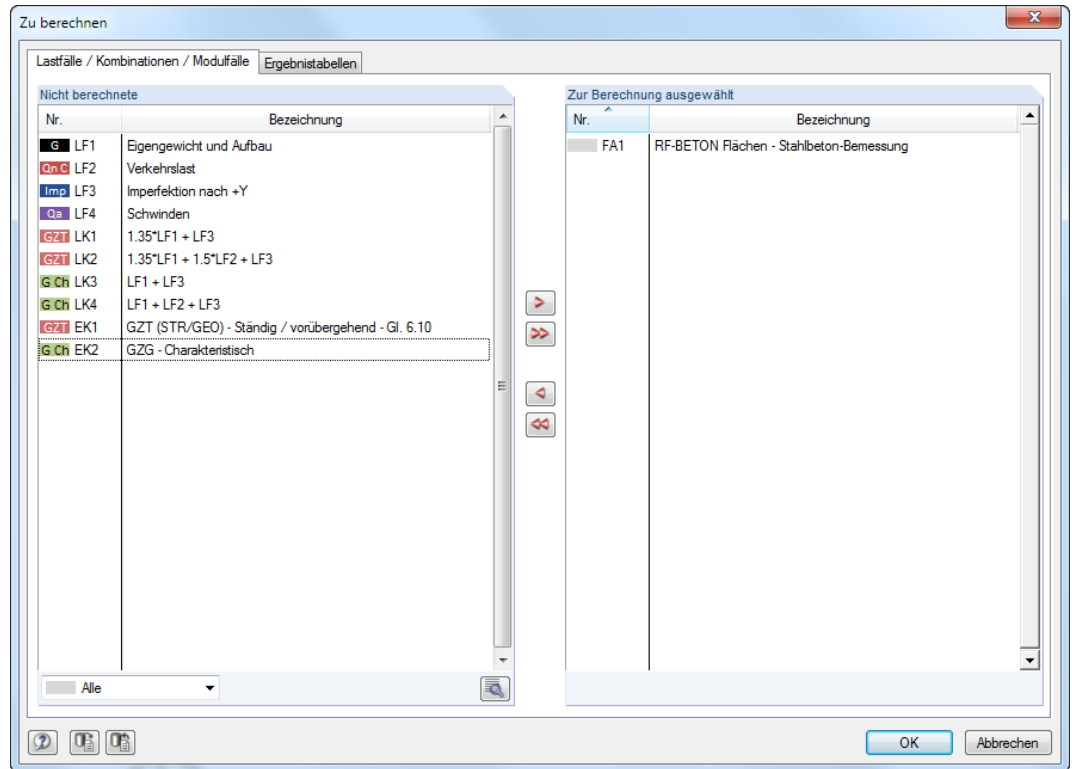 Zu berechnen
Lastfälle / Kombinationen / Modulfälle Ergebnistabellen
Nicht berechnete
Nr. Bezeichnung
G LF1 Eigengewicht und Aufbau
Qn C LF2 Verkehrslast
Imp LF3 Imperfektion nach +Y
Qa LF4 Schwinden
GZT LK1 1.35*LF1 + LF3
GZT LK2 1.35*LF1 + 1.5*LF2 + LF3
G Ch LK3 LF1 + LF3
G Ch LK4 LF1 + LF2 + LF3
GZT EK1 GZT (STR/GEO) - Ständig / vorübergehend - Gl. 6.10
G Ch EK2 GZG - Charakteristisch
Alle
Zur Berechnung ausgewählt
Nr. Bezeichnung
FA1 RF-BETON Flächen - Stahlbeton-Bemessung
OK Abbrechen